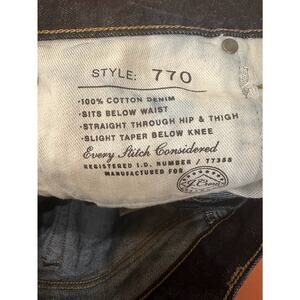 STYLE: 770
·100% COTTON DENIM
·SITS BELOW WAIST
·STRAIGHT THROUGH HIP & THIGH
·SLIGHT TAPER BELOW KNEE
Every Stitch Considered
REGISTERED I.D. NUMBER / 77388
MANUFACTURED FOR
J.Crew